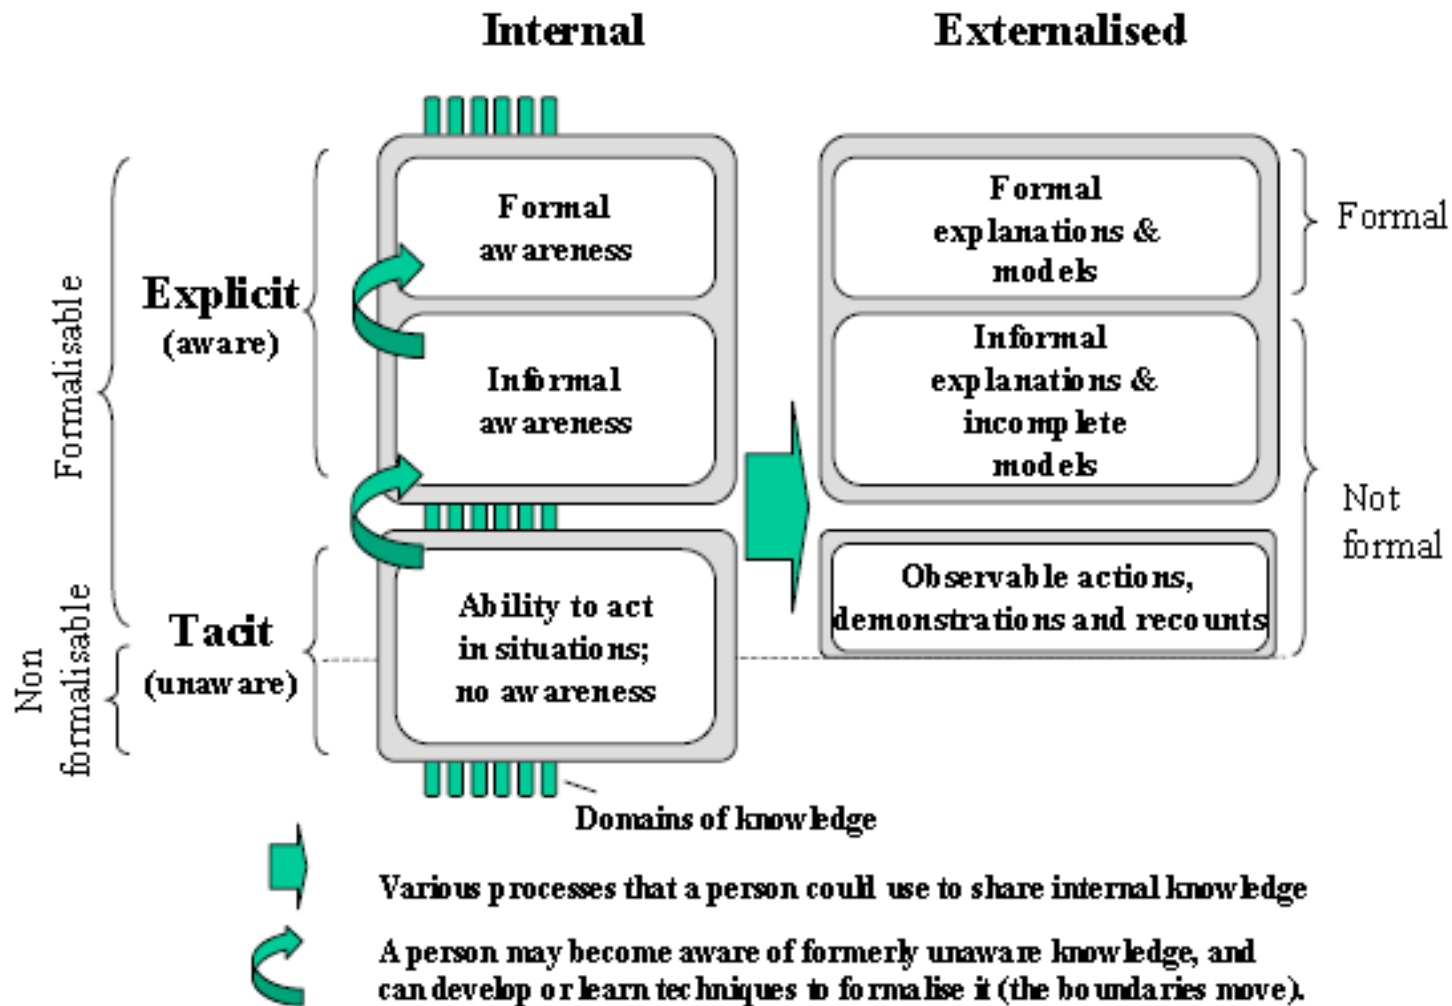 Internal
Externalised
Formalisable
Non
formalisable
Explicit
(aware)
Tacit
(unaware)
Formal
awareness
Informal
awareness
Ability to act
in situations;
no awareness
Formal
explanations &
models
Informal
explanations &
incomplete
models
Observable actions,
demonstrations and recounts
Formal
Not
formal
Domains of knowledge
Various processes that a person could use to share internal knowledge
A person may become aware of formerly unaware knowledge, and
can develop or learn techniques to formalise it (the boundaries move).